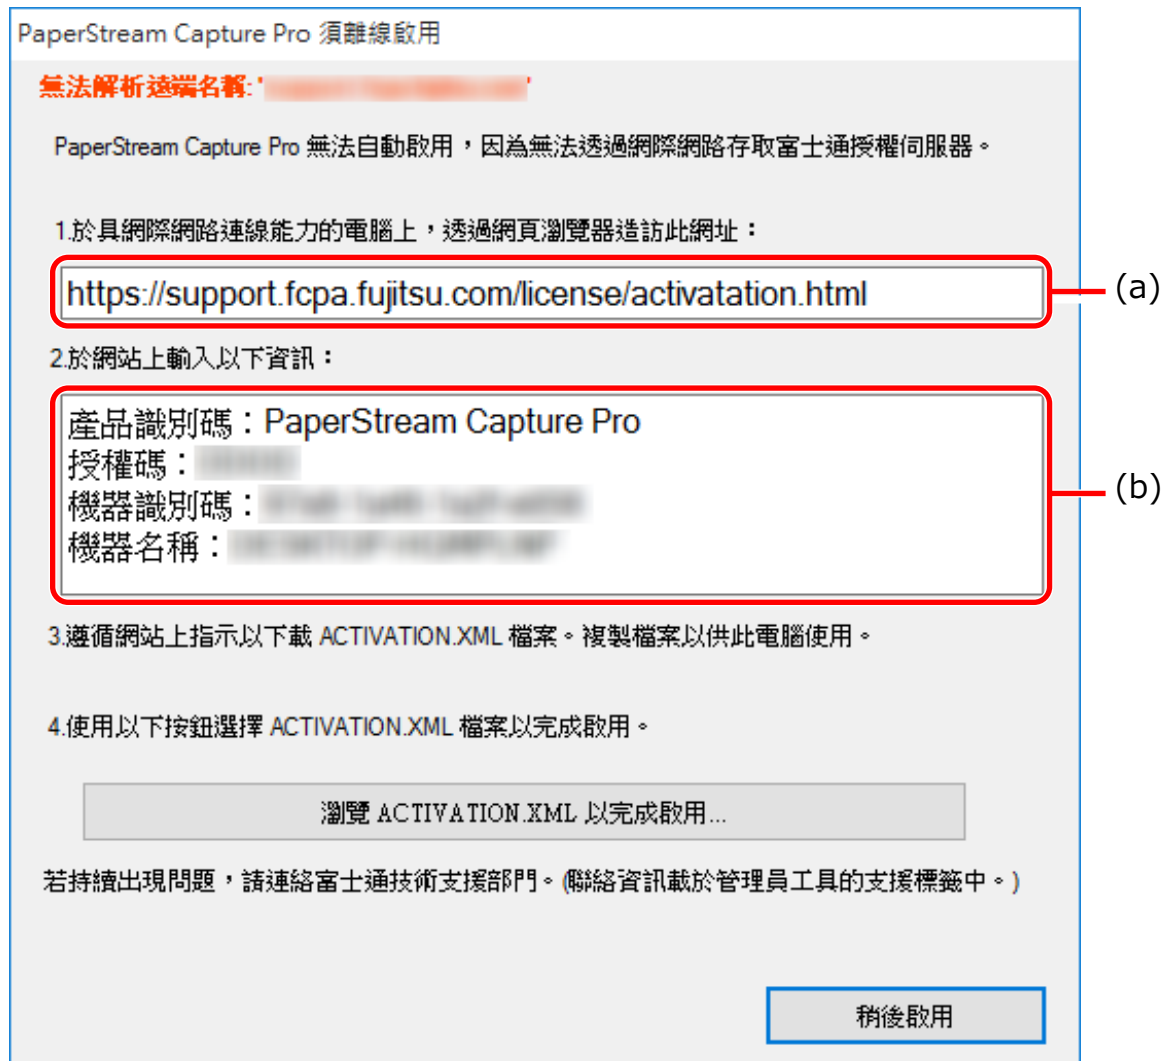 PaperStream Capture Pro 須離線啟用
無法解析遠端名稱: ' '
PaperStream Capture Pro 無法自動啟用，因為無法透過網際網路存取富士通授權伺服器。
1.於具網際網路連線能力的電腦上，透過網頁瀏覽器造訪此網址：
https://support.fcpa.fujitsu.com/license/activatation.html
(a)
2.於網站上輸入以下資訊：
產品識別碼：PaperStream Capture Pro
授權碼：
機器識別碼：
機器名稱：
(b)
3.遵循網站上指示以下載 ACTIVATION.XML 檔案。複製檔案以供此電腦使用。
4.使用以下按鈕選擇 ACTIVATION.XML 檔案以完成啟用。
瀏覽 ACTIVATION.XML 以完成啟用...
若持續出現問題，請連絡富士通技術支援部門。(聯絡資訊載於管理員工具的支援標籤中。)
稍後啟用